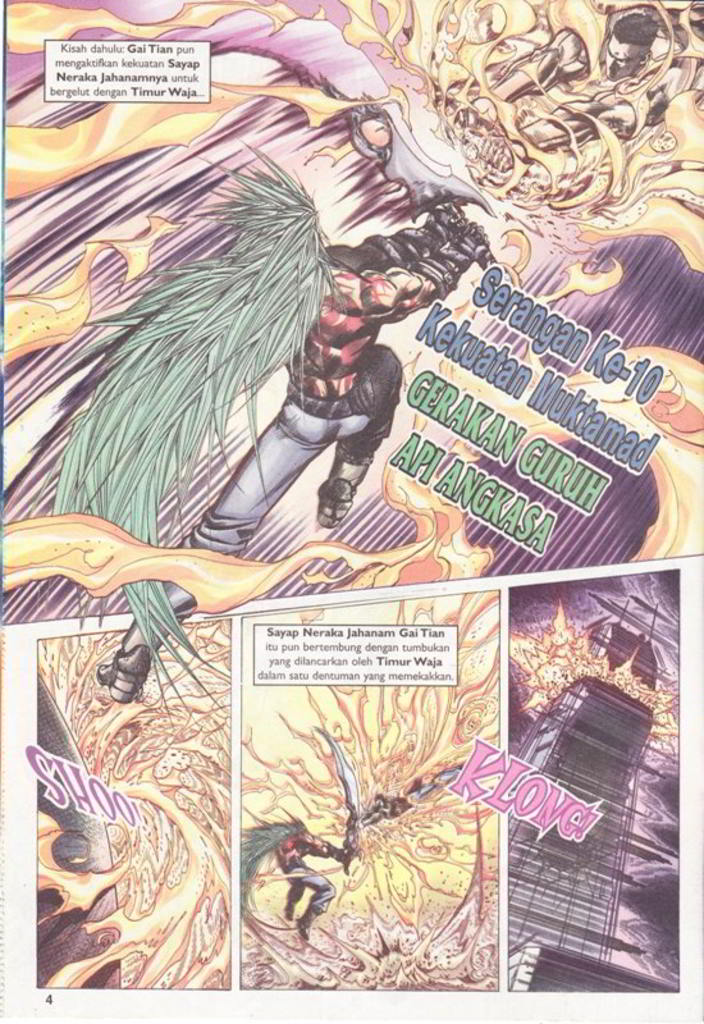 Kisah dahulu: Gai Tian pun
mengaktifkan kekuatan Sayap
Neraka Jahanamnya untuk
bergelut dengan Timur Waja...
Serangan Ke-10
Kekuatan Muktamad
GERAKAN GURUH
API ANGKASA
SHOO!
Sayap Neraka Jahanam Gai Tian
itu pun bertembung dengan tumbukan
yang dilancarkan oleh Timur Waja
dalam satu dentuman yang memekakkan.
KLONG!!
4